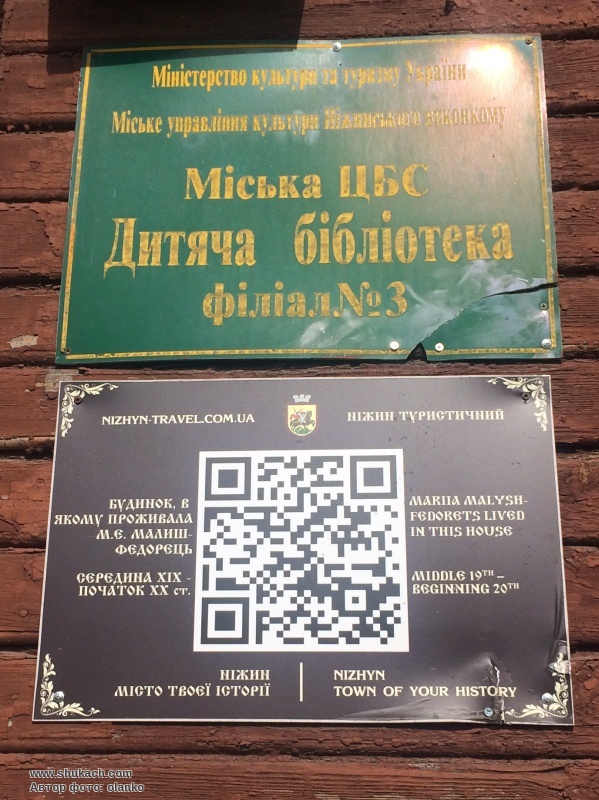 Міністерство культури та туризму України
Міське управління культури Ніжинського виконкому
Міська ЦБС
Дитяча бібліотека
філіал №3
NIZHYN-TRAVEL.COM.UA
НІЖИН ТУРИСТИЧНИЙ
БУДИНОК, В
ЯКОМУ ПРОЖИВАЛА
М.Е. МАЛИШ-
ФЕДОРЕЦЬ
СЕРЕДИНА XIX -
ПОЧАТОК XX ст.
MARIIA MALYSH-
FEDORETS LIVED
IN THIS HOUSE
MIDDLE 19TH –
BEGINNING 20TH
НІЖИН
МІСТО ТВОЄЇ ІСТОРІЇ
NIZHYN
TOWN OF YOUR HISTORY
www.shukach.com
Автор фото: olanko